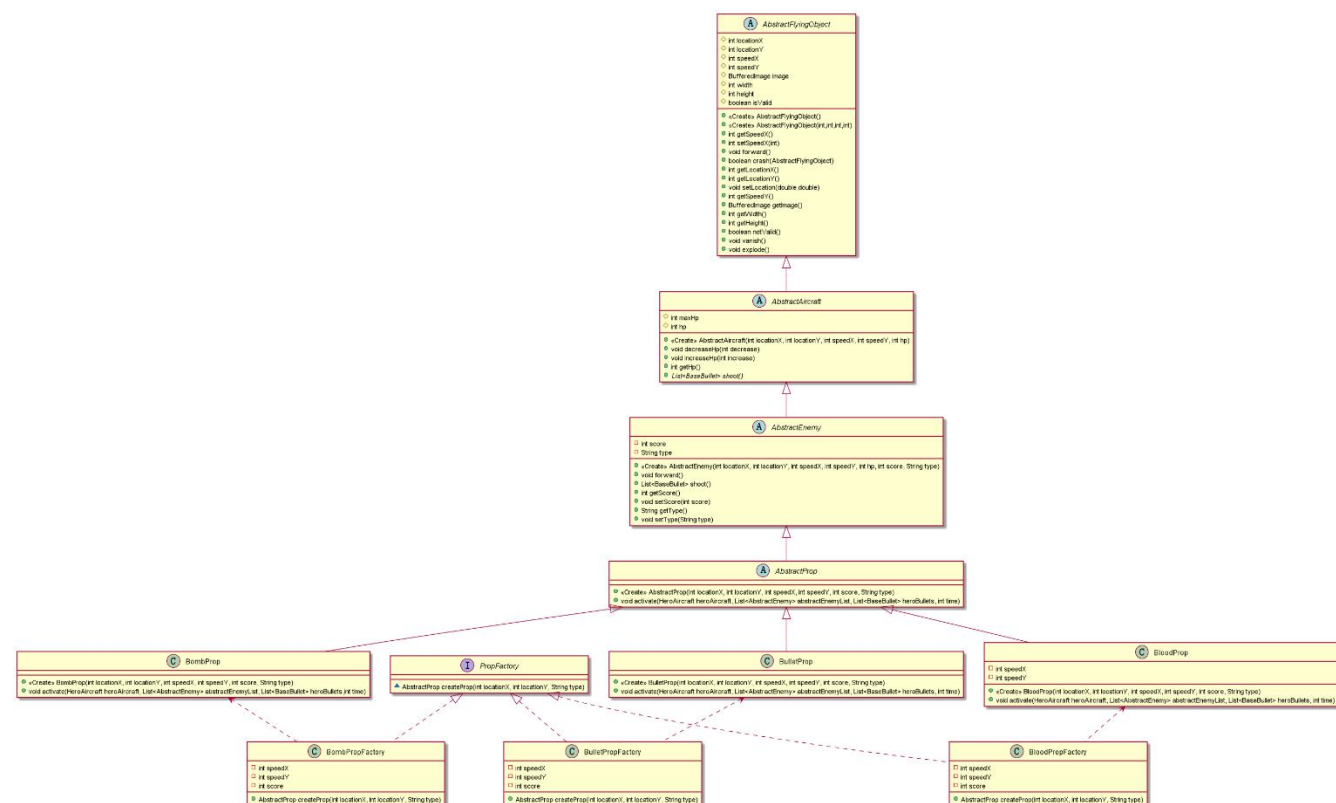 A AbstractFlyingObject
int locationX
int locationY
int speedX
int speedY
BufferedImage image
int width
int height
boolean isValid
«Create» AbstractFlyingObject()
«Create» AbstractFlyingObject(int,int,int,int)
int getSpeedX()
int setSpeedX(int)
void forward()
boolean crash(AbstractFlyingObject)
int getLocationX()
int getLocationY()
void setLocation(double,double)
int getSpeedY()
BufferedImage getImage()
int getWidth()
int getHeight()
boolean notValid()
void vanish()
void explode()
A AbstractAircraft
int maxHp
int hp
«Create» AbstractAircraft(int locationX, int locationY, int speedX, int speedY, int hp)
void decreaseHp(int decrease)
void increaseHp(int increase)
int getHp()
List<BaseBullet> shoot()
A AbstractEnemy
int score
String type
«Create» AbstractEnemy(int locationX, int locationY, int speedX, int speedY, int hp, int score, String type)
void forward()
List<BaseBullet> shoot()
int getScore()
void setScore(int score)
String getType()
void setType(String type)
A AbstractProp
«Create» AbstractProp(int locationX, int locationY, int speedX, int speedY, int score, String type)
void activate(HeroAircraft heroAircraft, List<AbstractEnemy> abstractEnemyList, List<BaseBullet> heroBullets, int time)
C BombProp
«Create» BombProp(int locationX, int locationY, int speedX, int speedY, int score, String type)
void activate(HeroAircraft heroAircraft, List<AbstractEnemy> abstractEnemyList, List<BaseBullet> heroBullets int time)
I PropFactory
AbstractProp createProp(int locationX, int locationY, String type)
C BulletProp
«Create» BulletProp(int locationX, int locationY, int speedX, int speedY, int score, String type)
void activate(HeroAircraft heroAircraft, List<AbstractEnemy> abstractEnemyList, List<BaseBullet> heroBullets, int time)
C BloodProp
int speedX
int speedY
«Create» BloodProp(int locationX, int locationY, int speedX, int speedY, int score, String type)
void activate(HeroAircraft heroAircraft, List<AbstractEnemy> abstractEnemyList, List<BaseBullet> heroBullets, int time)
C BombPropFactory
int speedX
int speedY
int score
AbstractProp createProp(int locationX, int locationY, String type)
C BulletPropFactory
int speedX
int speedY
int score
AbstractProp createProp(int locationX, int locationY, String type)
C BloodPropFactory
int speedX
int speedY
int score
AbstractProp createProp(int locationX, int locationY, String type)